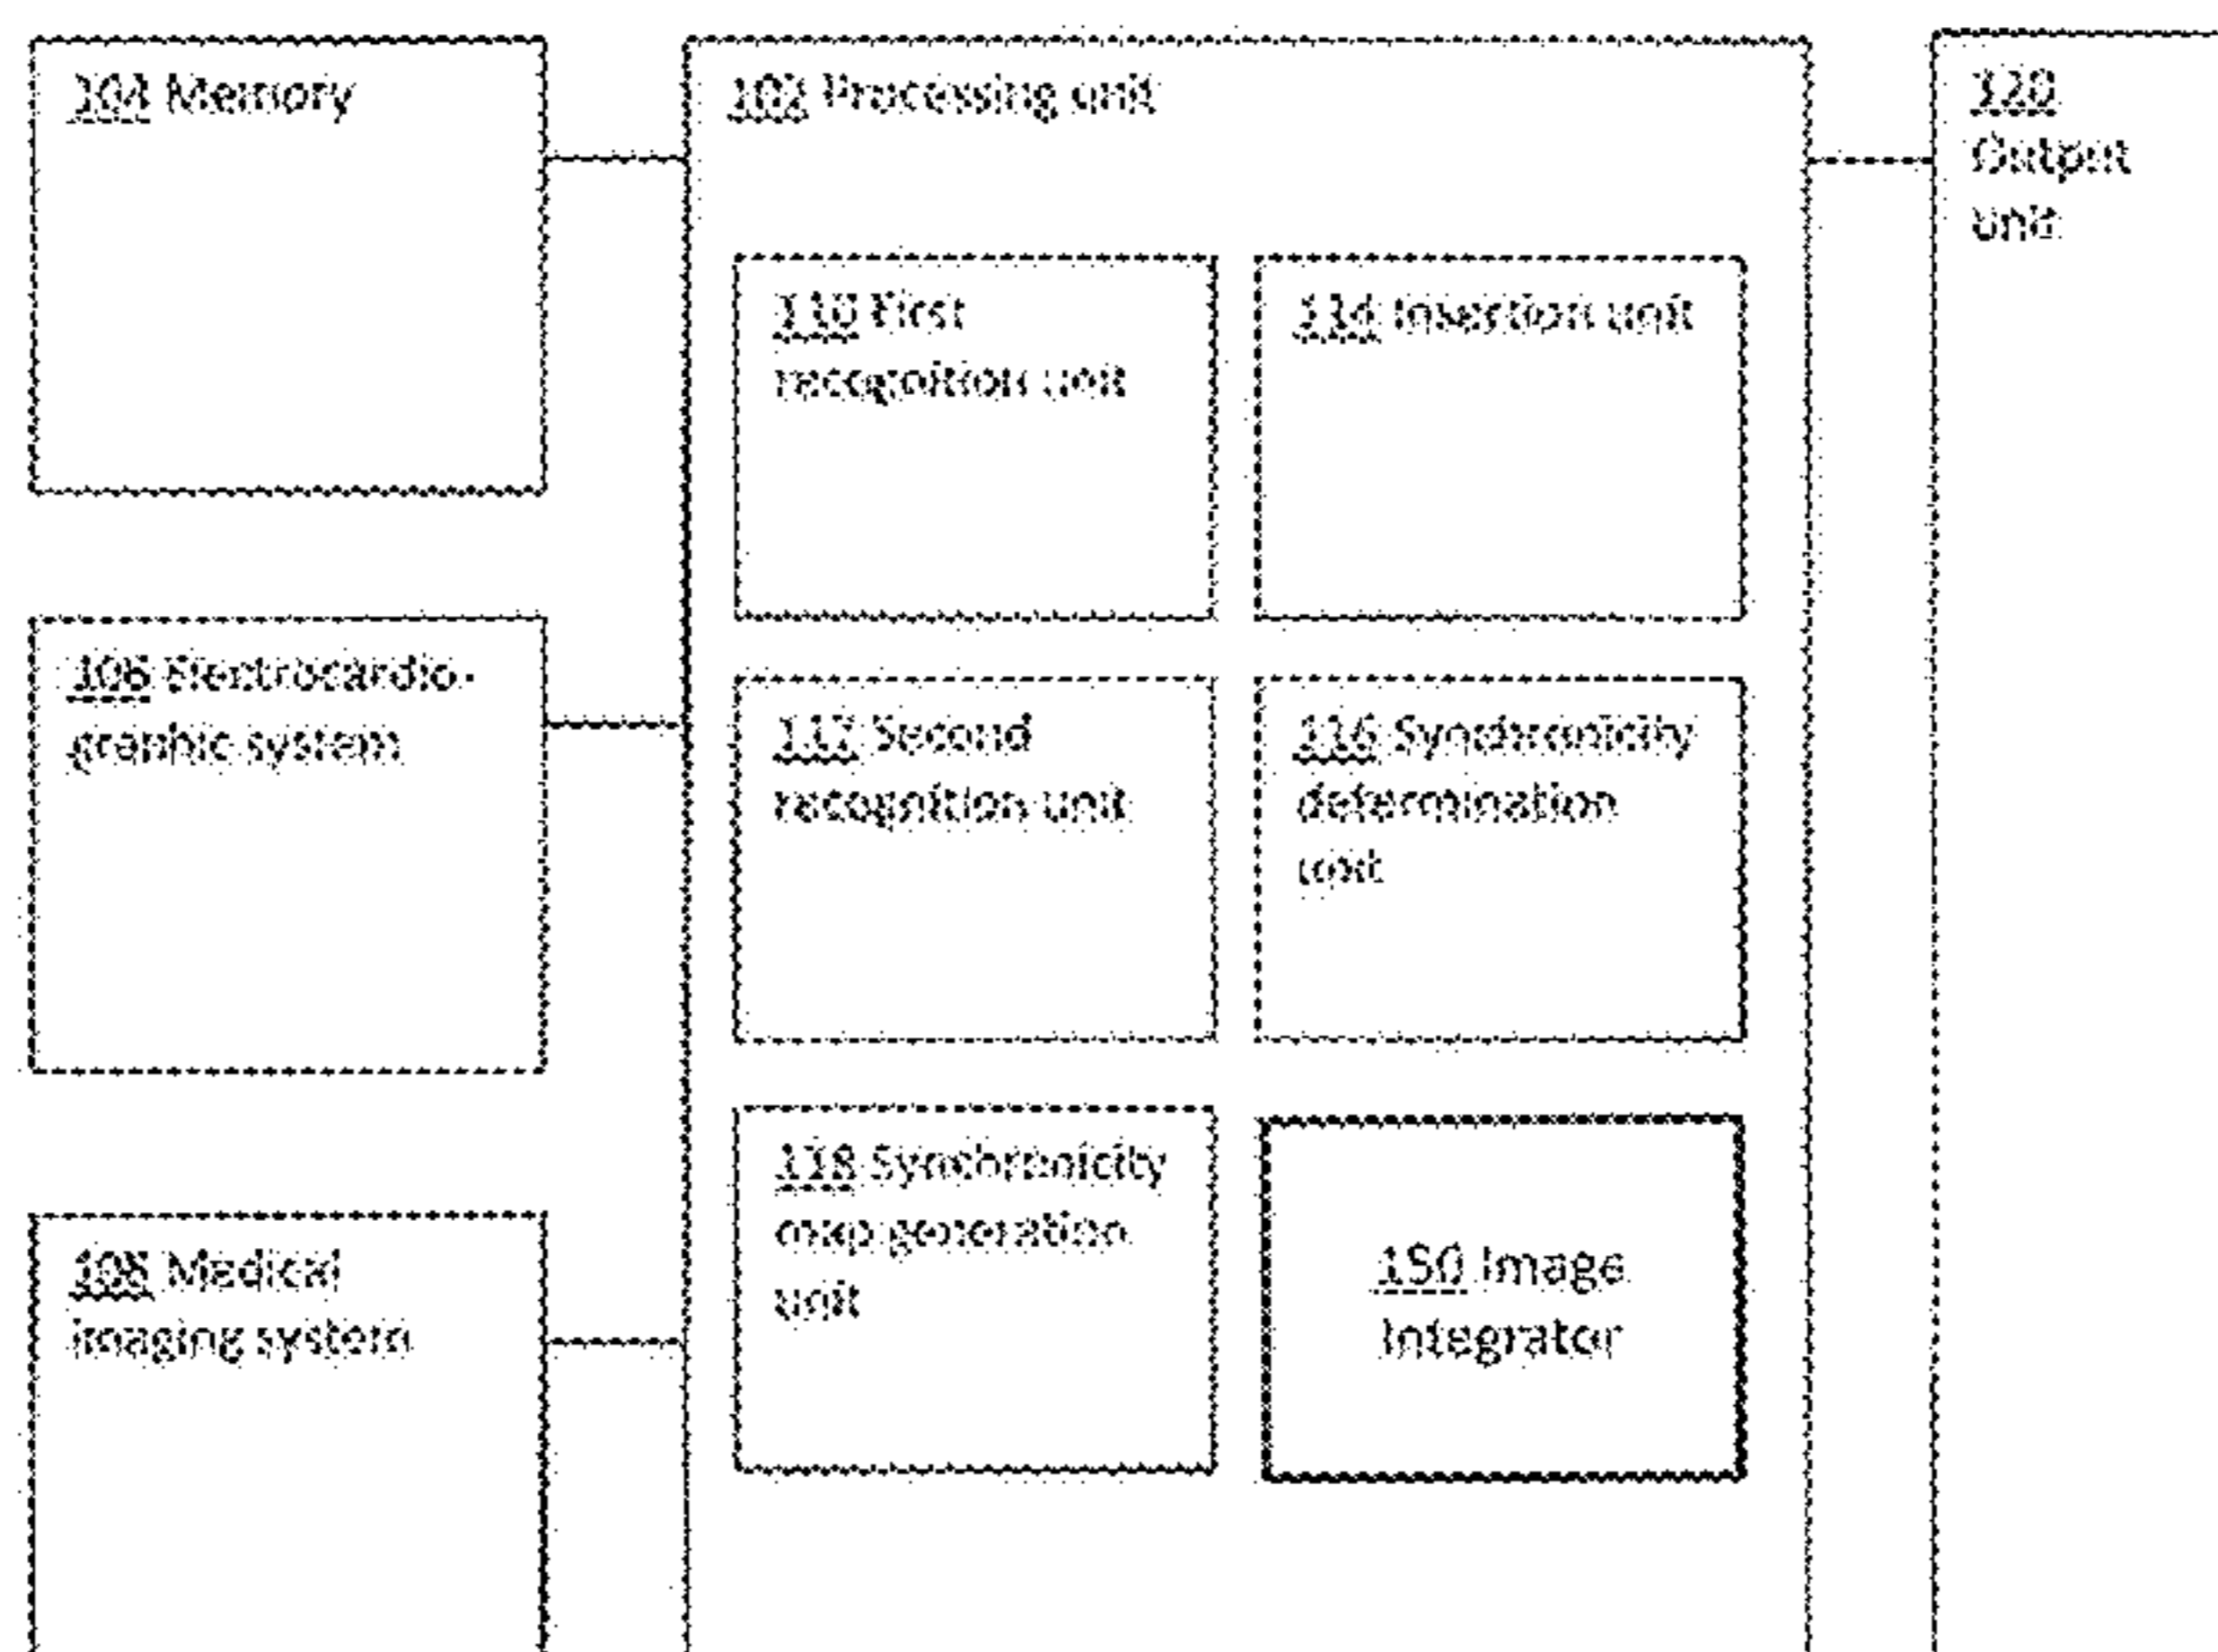 104 Memory
102 Processing unit
120
Output
unit
110 First
recognition unit
114 Insertion unit
106 Electrocardio-
graphic system
112 Second
recognition unit
116 Synchronicity
determination
unit
118 Synchronicity
map generation
unit
150 Image
Integrator
108 Medical
imaging system